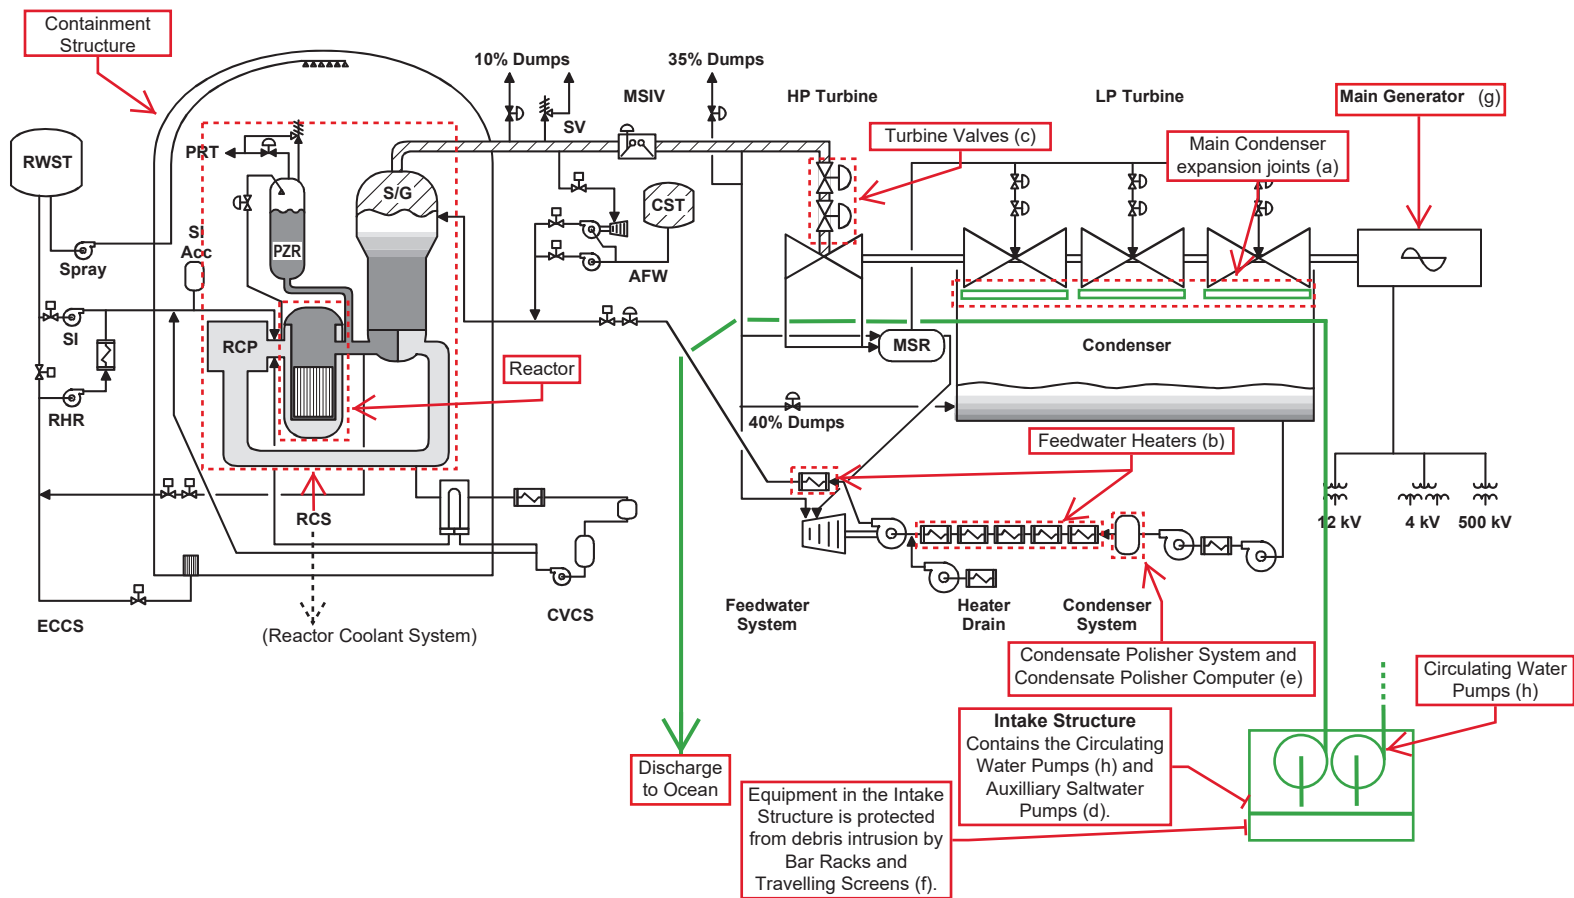 Containment
Structure
10% Dumps
35% Dumps
MSIV
SV
HP Turbine
LP Turbine
Main Generator (g)
Turbine Valves (c)
Main Condenser
expansion joints (a)
RWST
PRT
S/G
CST
SI
Acc
PZR
Spray
AFW
SI
RCP
MSR
Condenser
Reactor
RHR
40% Dumps
Feedwater Heaters (b)
RCS
12 kV
4 kV
500 kV
ECCS
(Reactor Coolant System)
CVCS
Feedwater
System
Heater
Drain
Condenser
System
Condensate Polisher System and
Condensate Polisher Computer (e)
Circulating Water
Pumps (h)
Intake Structure
Contains the Circulating
Water Pumps (h) and
Auxilliary Saltwater
Pumps (d).
Discharge
to Ocean
Equipment in the Intake
Structure is protected
from debris intrusion by
Bar Racks and
Travelling Screens (f).